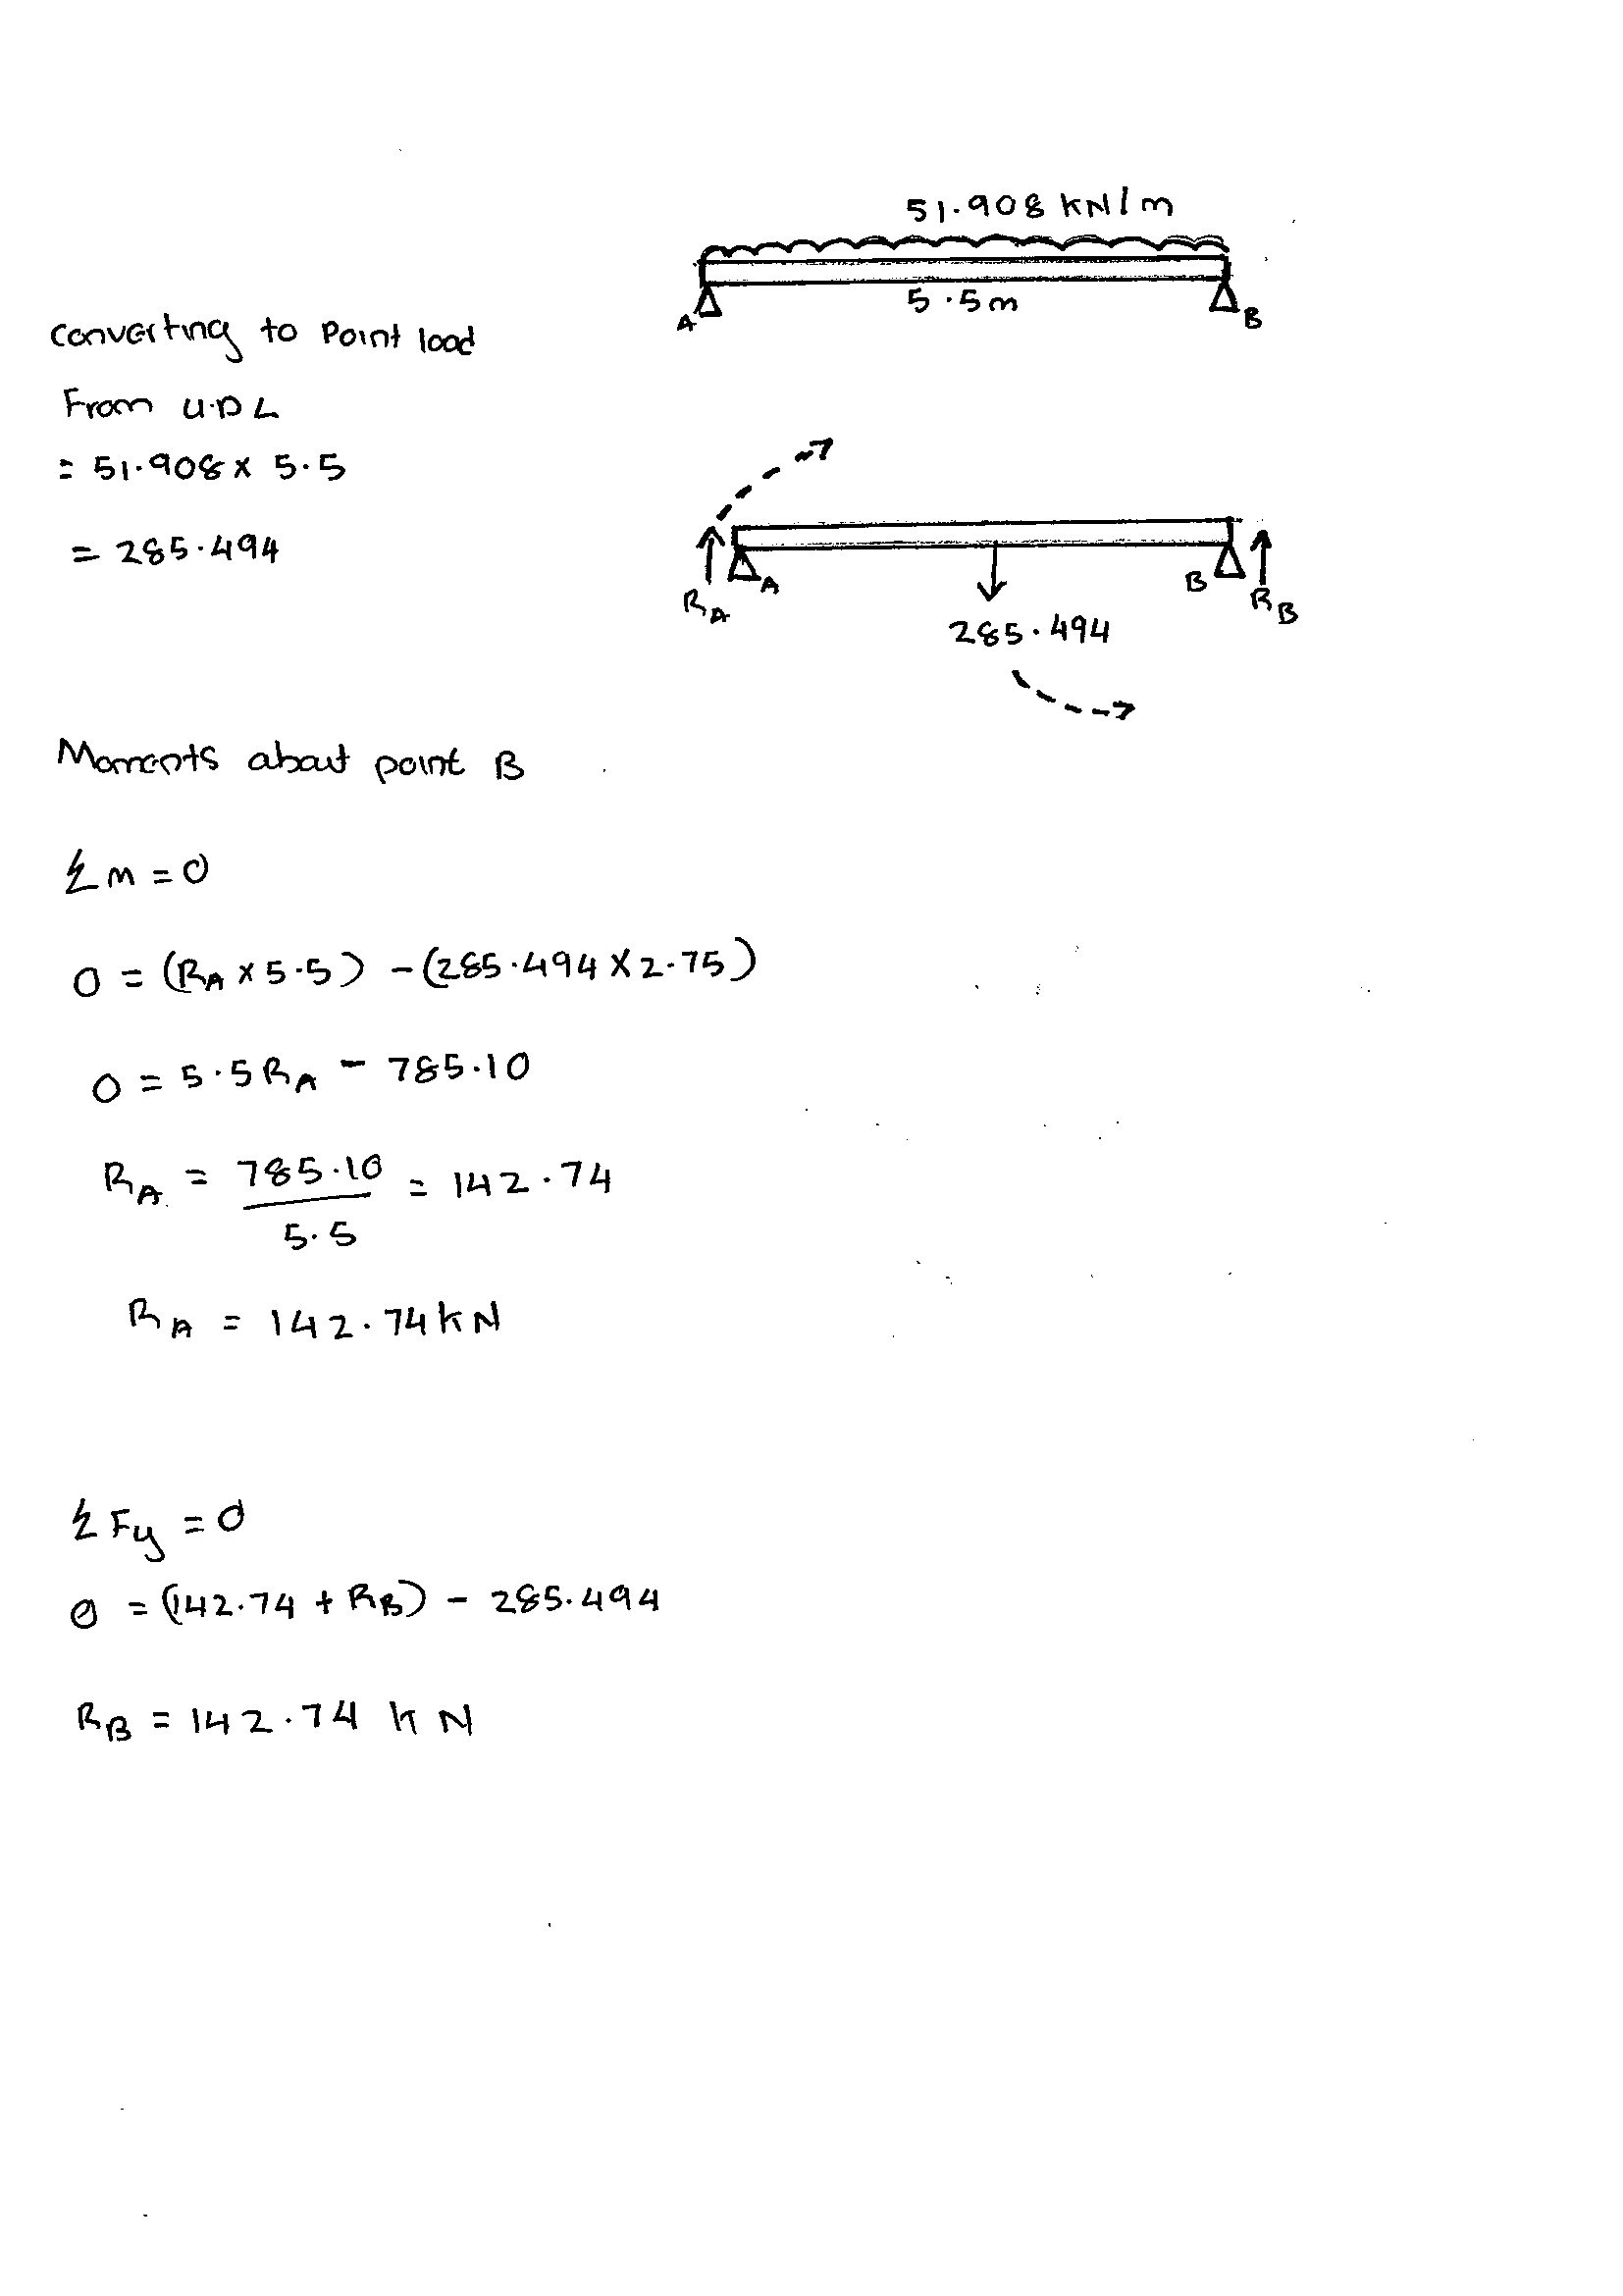 51.908 kN/m
A 5.5m B
Converting to Point load
From U.D.L
= 51.908 x 5.5
= 285.494
RA A B RB
285.494
Moments about point B
Σm = 0
0 = (RA x 5.5) - (285.494 x 2.75)
0 = 5.5RA - 785.10
RA = 785.10 / 5.5 = 142.74
RA = 142.74 kN
ΣFy = 0
0 = (142.74 + RB) - 285.494
RB = 142.74 kN